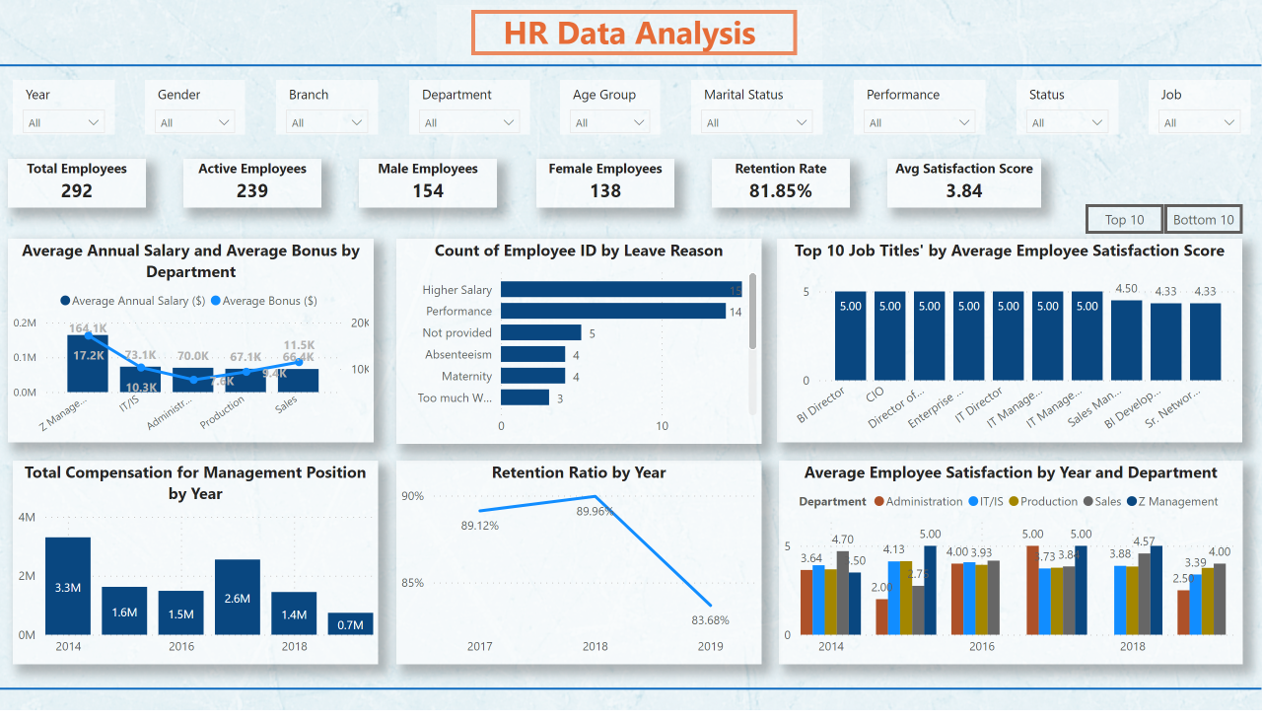 HR Data Analysis
Year Gender Branch Department Age Group Marital Status Performance Status Job
All All All All All All All All All
Total Employees Active Employees Male Employees Female Employees Retention Rate Avg Satisfaction Score
292 239 154 138 81.85% 3.84
Top 10 Bottom 10
Average Annual Salary and Average Bonus by
Department
Average Annual Salary ($) Average Bonus ($)
0.2M
0.1M
0.0M
20K
10K
164.1K
73.1K 70.0K 67.1K 66.4K
17.2K 10.3K 7.6K 9.4K 11.5K
Z Manage... IT/IS Administr... Production Sales
Count of Employee ID by Leave Reason
Higher Salary 15
Performance 14
Not provided 5
Absenteeism 4
Maternity 4
Too much W... 3
0 10
Top 10 Job Titles' by Average Employee Satisfaction Score
5
0
5.00 5.00 5.00 5.00 5.00 5.00 5.00 4.50 4.33 4.33
BI Director CIO Director of... Enterprise ... IT Director IT Manage... IT Manage... Sales Man... BI Develop... Sr. Networ...
Total Compensation for Management Position
by Year
4M
2M
0M
3.3M 1.6M 1.5M 2.6M 1.4M 0.7M
2014 2016 2018
Retention Ratio by Year
90%
85%
89.12% 89.96% 83.68%
2017 2018 2019
Average Employee Satisfaction by Year and Department
Department Administration IT/IS Production Sales Z Management
5
0
3.64 4.70 2.00 4.13 2.75 5.00 4.00 3.93 5.00 3.84 5.00 3.88 4.57 3.39 4.00
2014 2016 2018